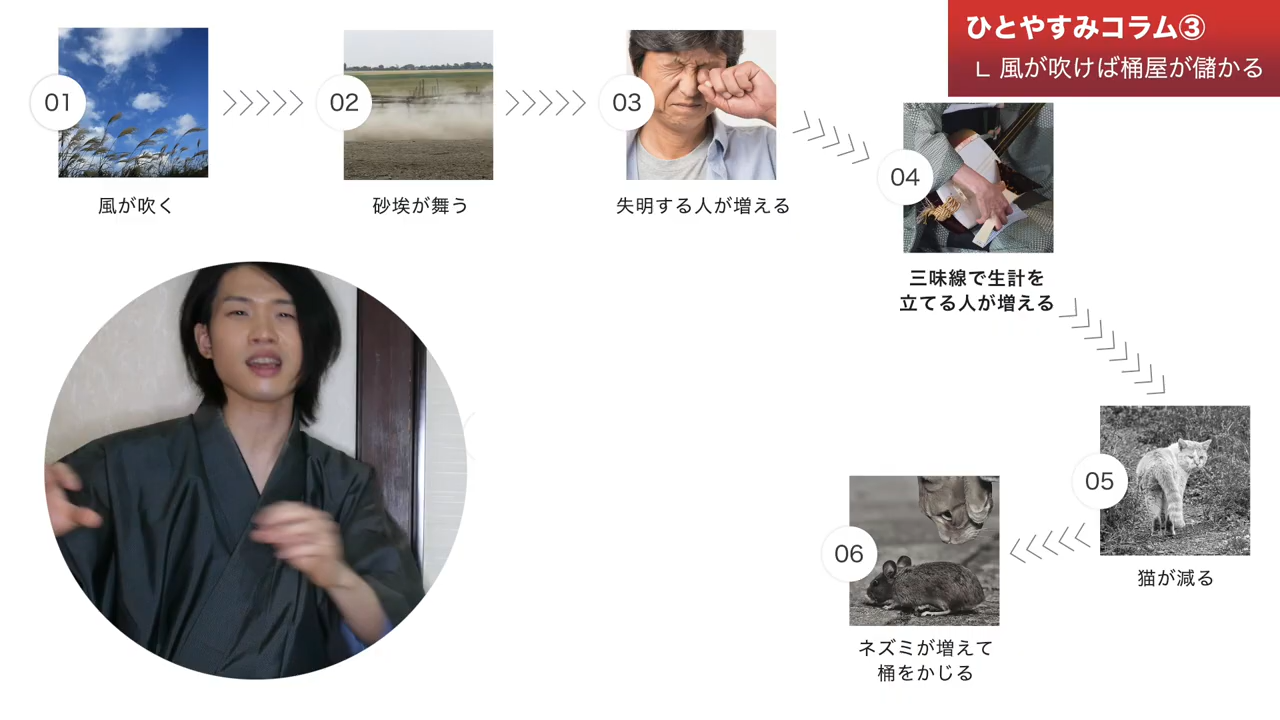 ひとやすみコラム③
∟ 風が吹けば桶屋が儲かる
01
風が吹く
02
砂埃が舞う
03
失明する人が増える
04
三味線で生計を
立てる人が増える
05
猫が減る
06
ネズミが増えて
桶をかじる